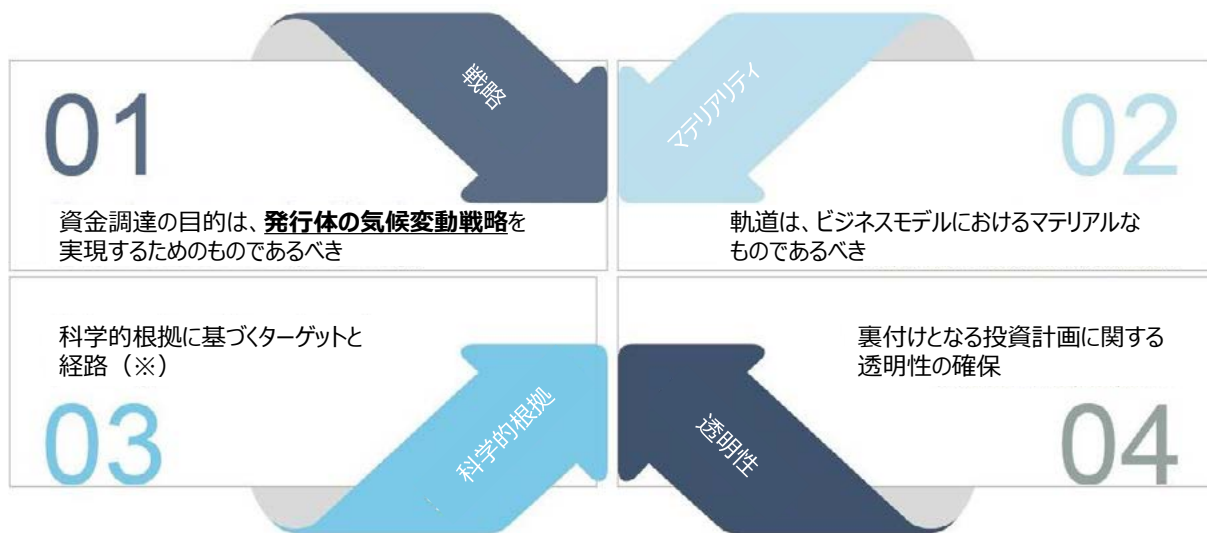 戦略
01
資金調達の目的は、発行体の気候変動戦略を
実現するためのものであるべき
マテリアリティ
02
軌道は、ビジネスモデルにおけるマテリアルな
ものであるべき
科学的根拠に基づくターゲットと
経路（※）
03
科学的根拠
裏付けとなる投資計画に関する
透明性の確保
透明性
04